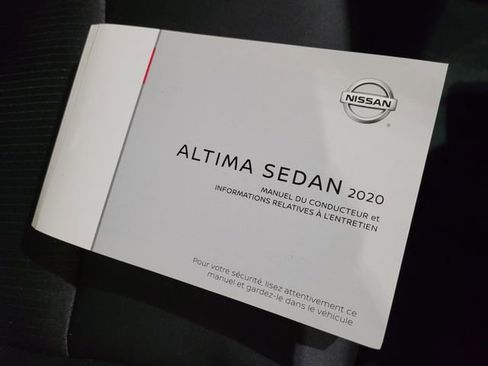 NISSAN
ALTIMA SEDAN 2020
MANUEL DU CONDUCTEUR et
INFORMATIONS RELATIVES À L'ENTRETIEN
Pour votre sécurité, lisez attentivement ce
manuel et gardez-le dans le véhicule.